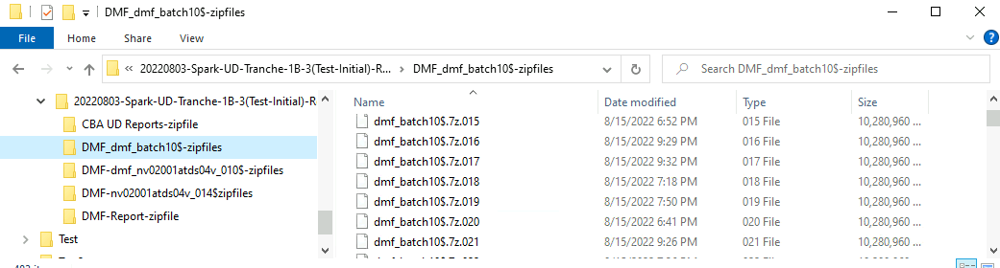 DMF_dmf_batch10$-zipfiles
File Home Share View
« 20220803-Spark-UD-Tranche-1B-3(Test-Initial)-R... > DMF_dmf_batch10$-zipfiles Search DMF_dmf_batch10$-zipfiles
20220803-Spark-UD-Tranche-1B-3(Test-Initial)-R
CBA UD Reports-zipfile
DMF_dmf_batch10$-zipfiles
DMF-dmf_nv02001atds04v_010$-zipfiles
DMF-nv02001atds04v_014$zipfiles
DMF-Report-zipfile
Test
Name Date modified Type Size
dmf_batch10$.7z.015 8/15/2022 6:52 PM 015 File 10,280,960 ...
dmf_batch10$.7z.016 8/15/2022 9:29 PM 016 File 10,280,960 ...
dmf_batch10$.7z.017 8/15/2022 9:32 PM 017 File 10,280,960 ...
dmf_batch10$.7z.018 8/15/2022 7:18 PM 018 File 10,280,960 ...
dmf_batch10$.7z.019 8/15/2022 7:50 PM 019 File 10,280,960 ...
dmf_batch10$.7z.020 8/15/2022 6:41 PM 020 File 10,280,960 ...
dmf_batch10$.7z.021 8/15/2022 9:26 PM 021 File 10,280,960 ...